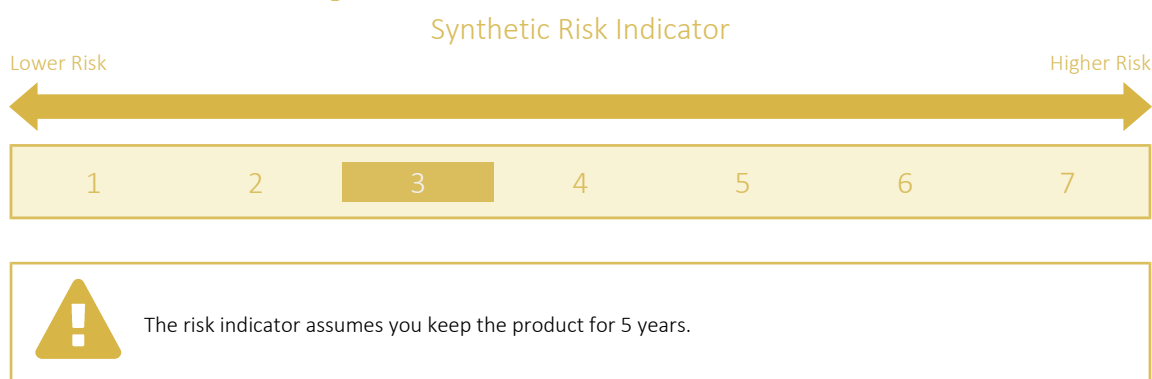 Synthetic Risk Indicator
Lower Risk Higher Risk
1 2 3 4 5 6 7
The risk indicator assumes you keep the product for 5 years.